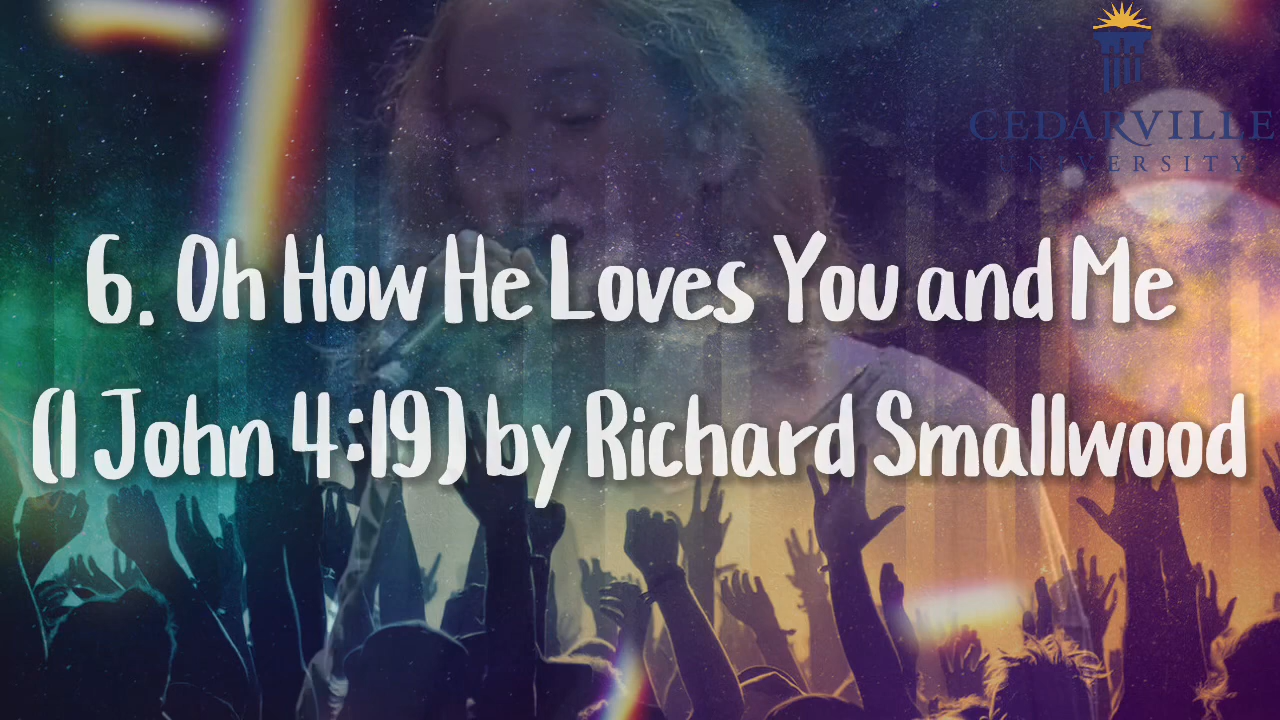 CEDARVILLE
UNIVERSITY
6. Oh How He Loves You and Me
(1 John 4:19) by Richard Smallwood